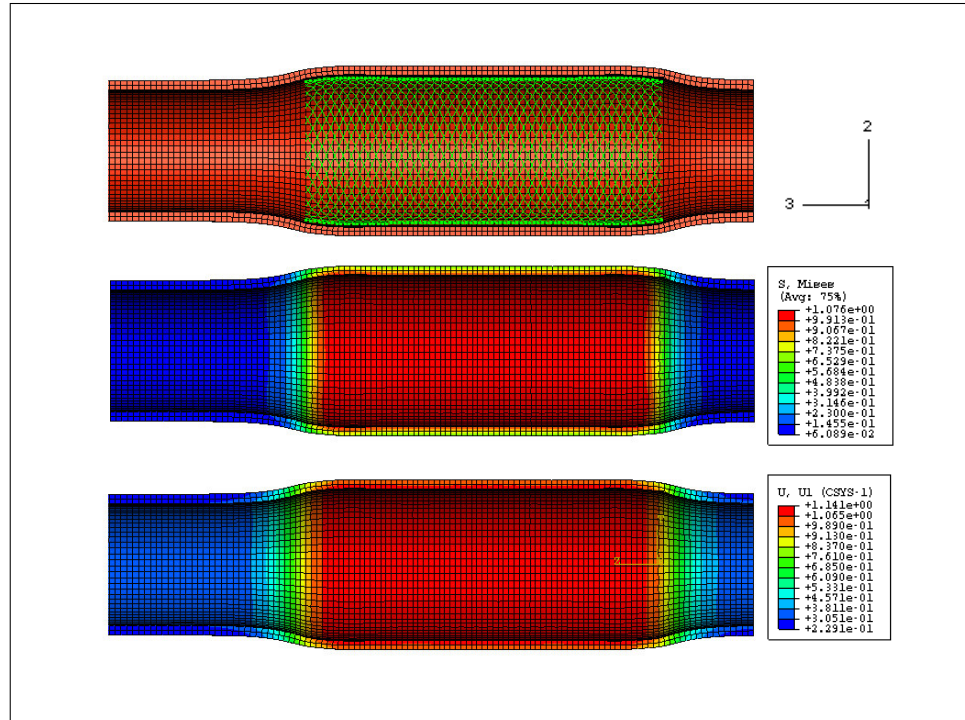 2
3
1
S, Mises
(Avg: 75%)
+1.076e+00
+9.913e-01
+9.067e-01
+8.221e-01
+7.375e-01
+6.529e-01
+5.684e-01
+4.838e-01
+3.992e-01
+3.146e-01
+2.300e-01
+1.455e-01
+6.089e-02
U, U1 (CSYS-1)
+1.141e+00
+1.065e+00
+9.890e-01
+9.130e-01
+8.370e-01
+7.610e-01
+6.850e-01
+6.090e-01
+5.331e-01
+4.571e-01
+3.811e-01
+3.051e-01
+2.291e-01